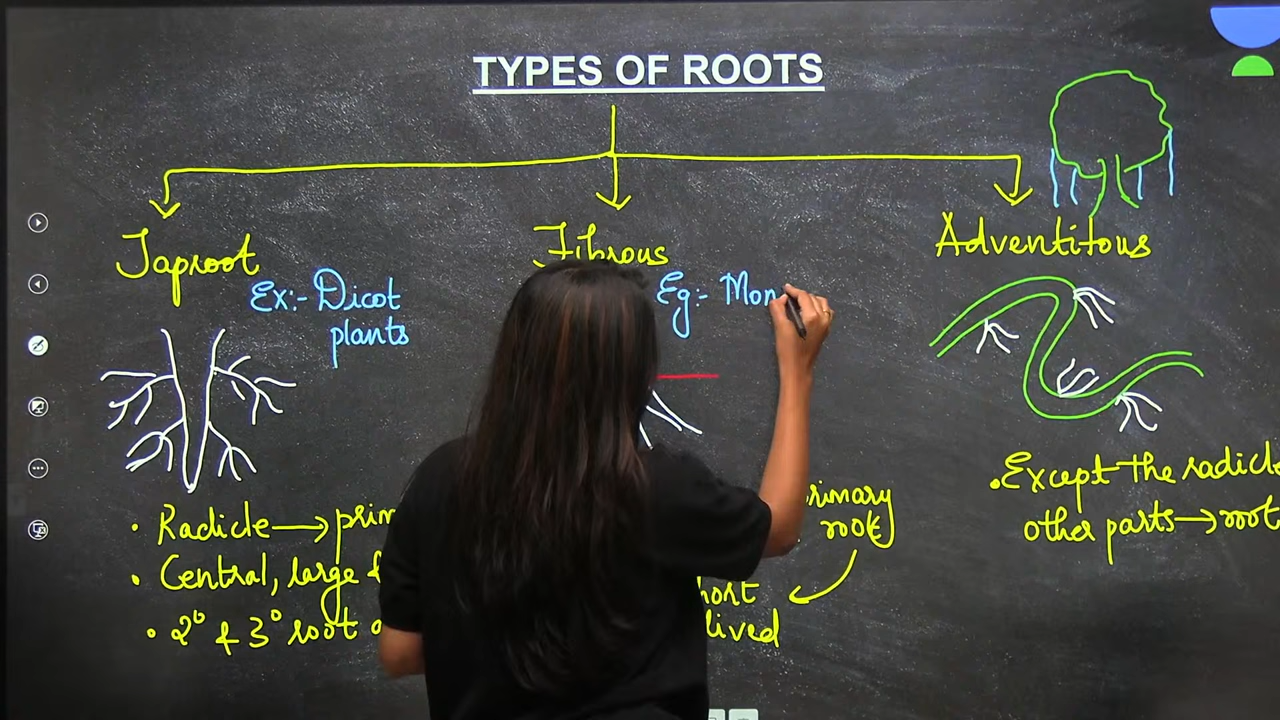 TYPES OF ROOTS
Taproot
Ex:- Dicot
plants
• Radicle → prim
• Central, large
• 2° & 3° root
Fibrous
Eg:- Mon
rimary
root
hort
lived
Adventitous
• Except the radicle
other parts → root